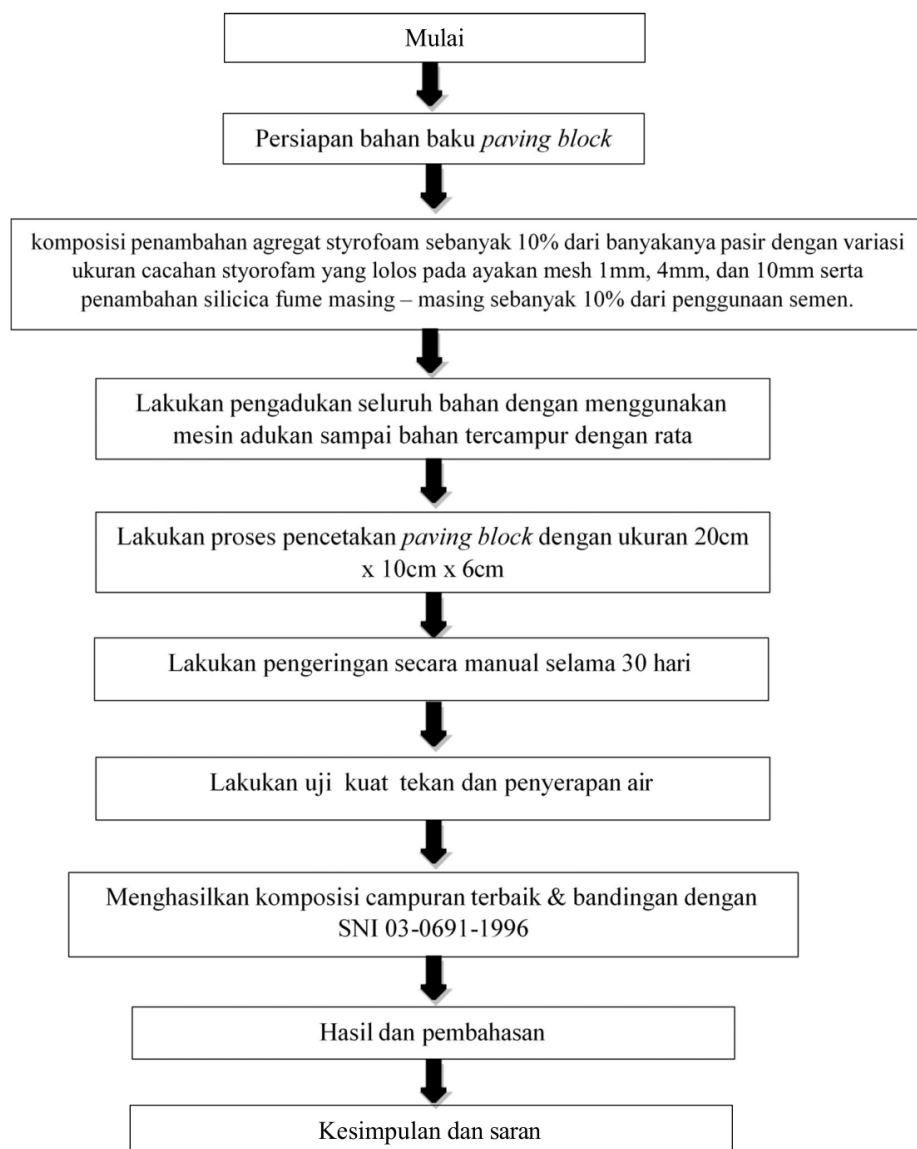 Mulai
Persiapan bahan baku paving block
komposisi penambahan agregat styrofoam sebanyak 10% dari banyakanya pasir dengan variasi
ukuran cacahan styorofam yang lolos pada ayakan mesh 1mm, 4mm, dan 10mm serta
penambahan silicica fume masing – masing sebanyak 10% dari penggunaan semen.
Lakukan pengadukan seluruh bahan dengan menggunakan
mesin adukan sampai bahan tercampur dengan rata
Lakukan proses pencetakan paving block dengan ukuran 20cm
x 10cm x 6cm
Lakukan pengeringan secara manual selama 30 hari
Lakukan uji kuat tekan dan penyerapan air
Menghasilkan komposisi campuran terbaik & bandingan dengan
SNI 03-0691-1996
Hasil dan pembahasan
Kesimpulan dan saran